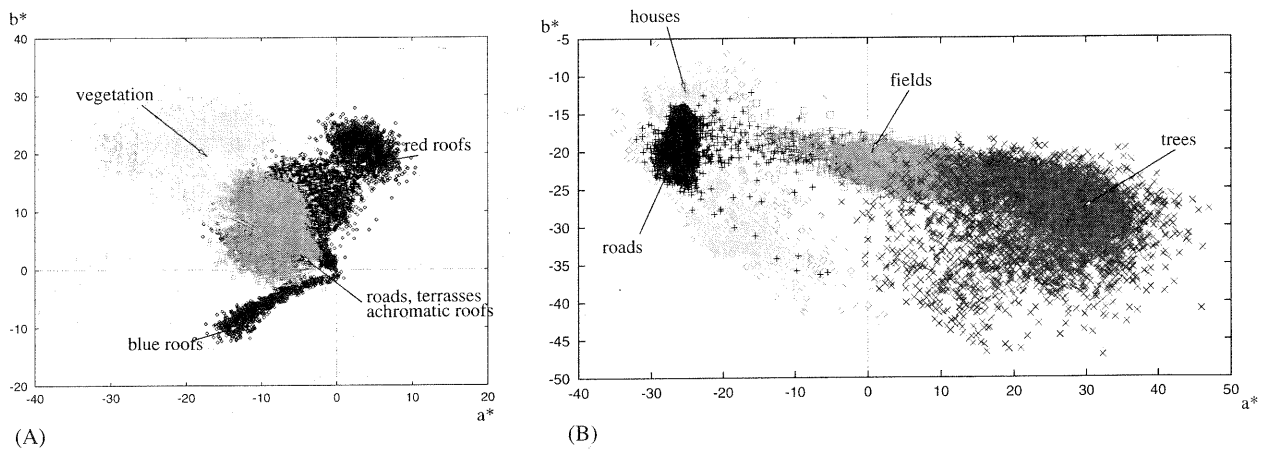 b*
40
30
20
10
0
-10
-20
-40
-30
-20
-10
0
10
20
a*
vegetation
red roofs
roads, terrasses
achromatic roofs
blue roofs
(A)
b*
-5
-10
-15
-20
-25
-30
-35
-40
-45
-50
-40
-30
-20
-10
0
10
20
30
40
50
a*
houses
fields
trees
roads
(B)